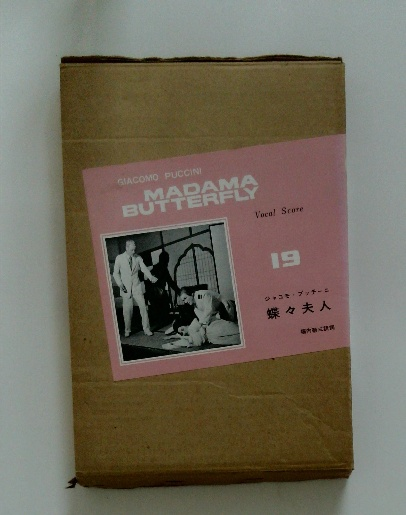 GIACOMO PUCCINI
MADAMA
BUTTERFLY
Vocal Score
19
ジャコモ・プッチーニ
蝶々夫人